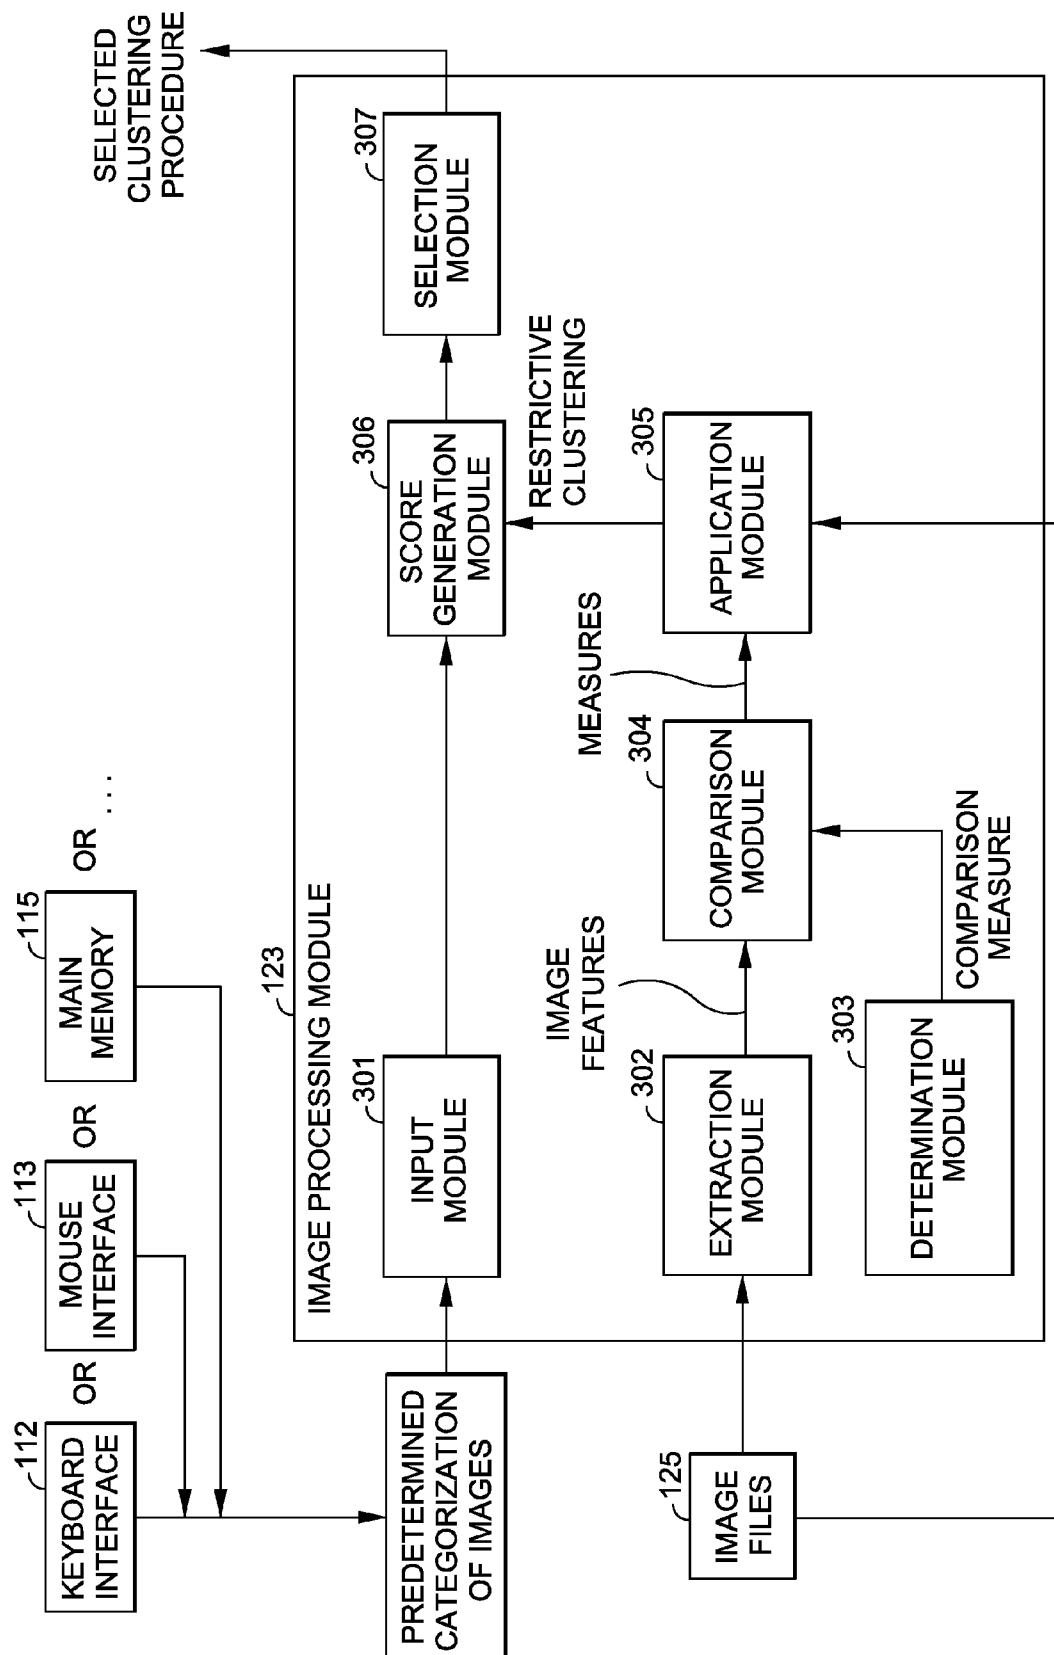 112
KEYBOARD
INTERFACE
OR
113
MOUSE
INTERFACE
OR
115
MAIN
MEMORY
OR
...
SELECTED
CLUSTERING
PROCEDURE
123
IMAGE PROCESSING MODULE
PREDETERMINED
CATEGORIZATION
OF IMAGES
301
INPUT
MODULE
306
SCORE
GENERATION
MODULE
307
SELECTION
MODULE
RESTRICTIVE
CLUSTERING
125
IMAGE
FILES
302
EXTRACTION
MODULE
IMAGE
FEATURES
304
COMPARISON
MODULE
MEASURES
305
APPLICATION
MODULE
303
DETERMINATION
MODULE
COMPARISON
MEASURE